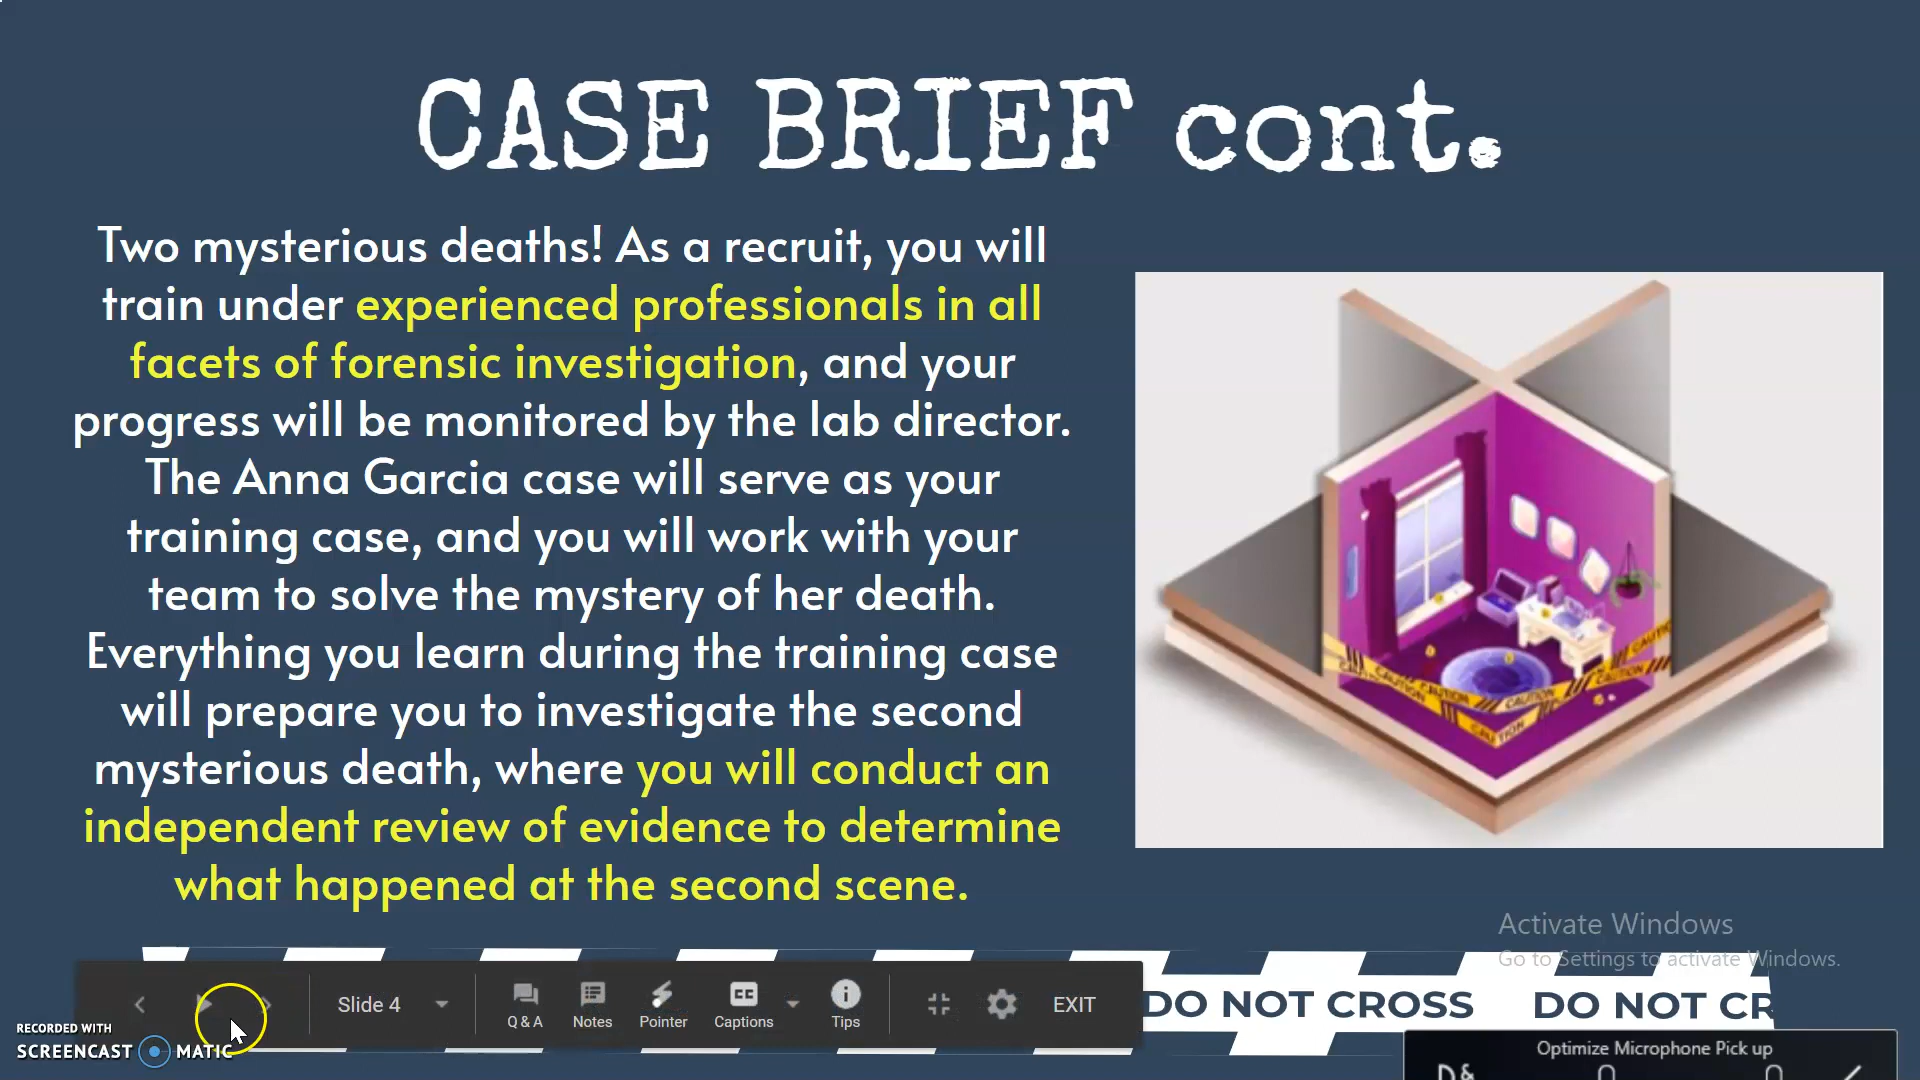 CASE BRIEF cont.
Two mysterious deaths! As a recruit, you will
train under experienced professionals in all
facets of forensic investigation, and your
progress will be monitored by the lab director.
The Anna Garcia case will serve as your
training case, and you will work with your
team to solve the mystery of her death.
Everything you learn during the training case
will prepare you to investigate the second
mysterious death, where you will conduct an
independent review of evidence to determine
what happened at the second scene.
CAUTION
CAUTION
CAUTION
CAUTION
CAUTION
Activate Windows
Go to Settings to activate Windows.
Slide 4
Q & A
Notes
Pointer
CC
Captions
Tips
EXIT
DO NOT CROSS DO NOT CR
RECORDED WITH
SCREENCAST MATIC
Optimize Microphone Pick up